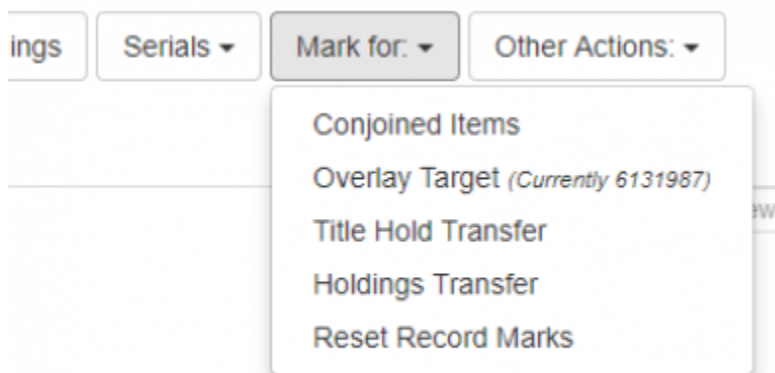 ings Serials Mark for: Other Actions:
Conjoined Items
Overlay Target (Currently 6131987)
Title Hold Transfer
Holdings Transfer
Reset Record Marks